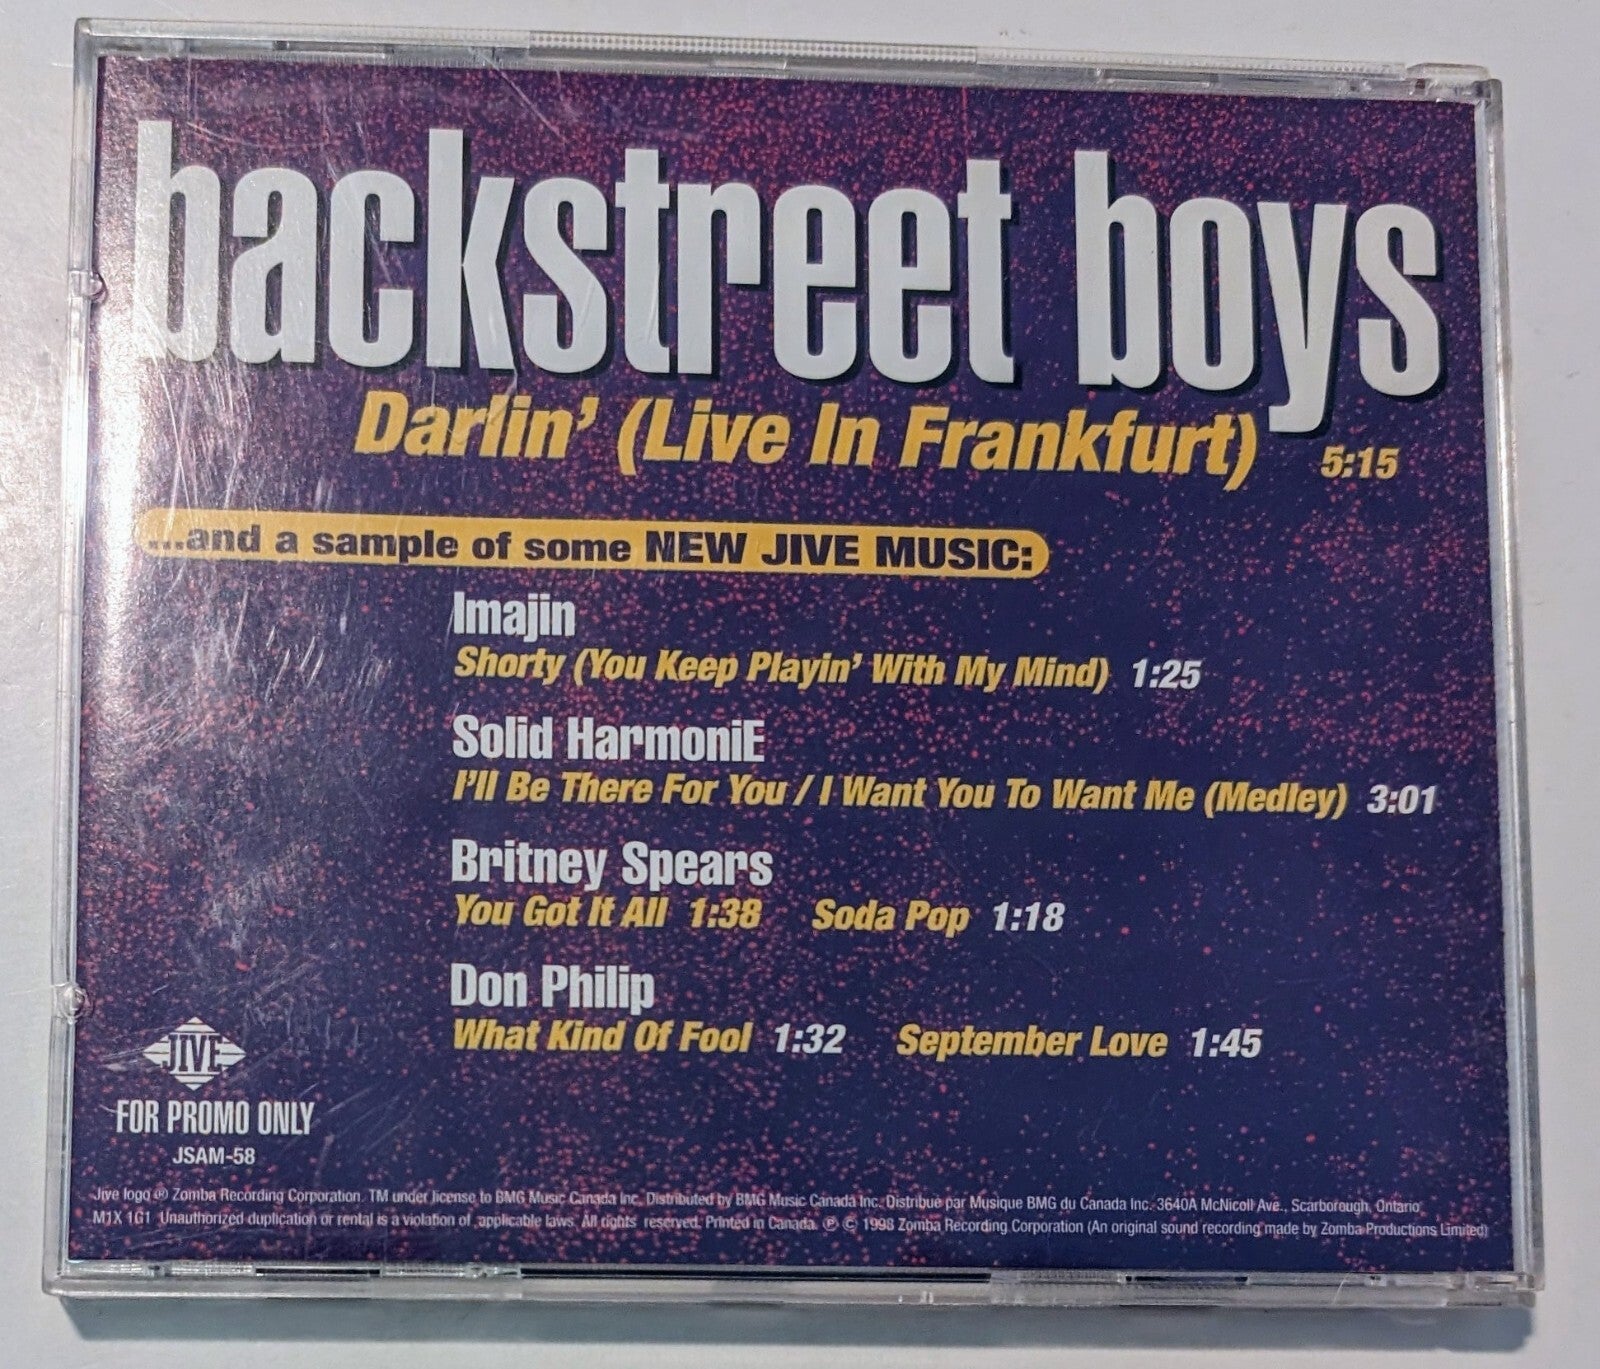 backstreet boys
Darlin' (Live In Frankfurt) 5:15
...and a sample of some NEW JIVE MUSIC:
Imajin
Shorty (You Keep Playin' With My Mind) 1:25
Solid HarmoniE
I'll Be There For You / I Want You To Want Me (Medley) 3:01
Britney Spears
You Got It All 1:38 Soda Pop 1:18
Don Philip
What Kind Of Fool 1:32 September Love 1:45
JIVE
FOR PROMO ONLY
JSAM-58
Jive logo ® Zomba Recording Corporation. TM under license to BMG Music Canada Inc. Distributed by BMG Music Canada Inc. Distribué par Musique BMG du Canada Inc. 3640A McNicoll Ave., Scarborough, Ontario
M1X 1G1 Unauthorized duplication or rental is a violation of applicable laws. All rights reserved. Printed in Canada. ℗ © 1998 Zomba Recording Corporation (An original sound recording made by Zomba Productions Limited)